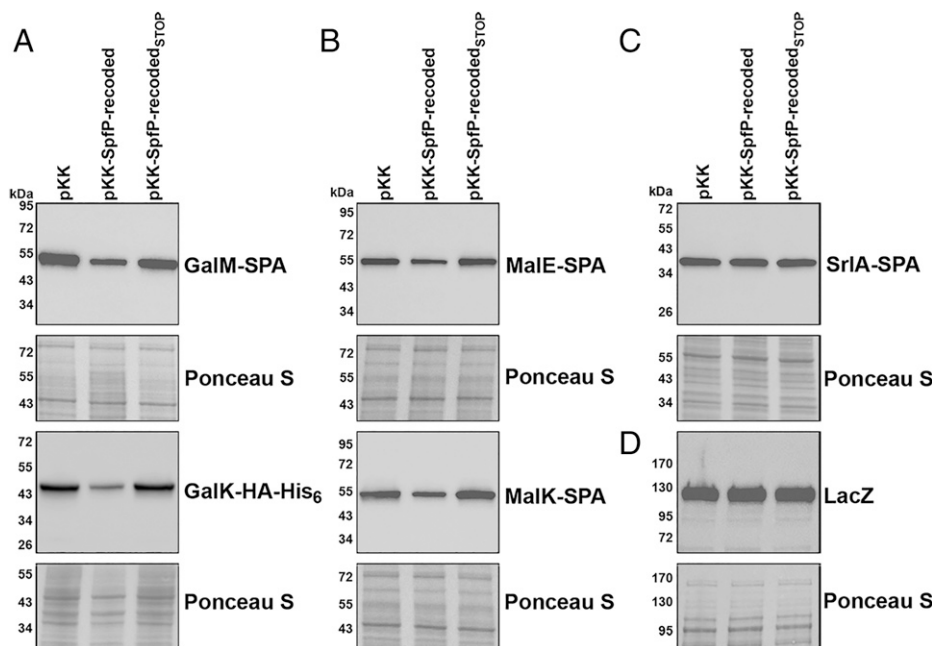 A
B
C
pKK
pKK-SpfP-recoded
pKK-SpfP-recodedSTOP
pKK
pKK-SpfP-recoded
pKK-SpfP-recodedSTOP
pKK
pKK-SpfP-recoded
pKK-SpfP-recodedSTOP
kDa
95
72
55
43
34
GalM-SPA
72
55
43
Ponceau S
72
55
43
34
26
GalK-HA-His6
55
43
34
Ponceau S
kDa
95
72
55
43
34
MalE-SPA
72
55
43
Ponceau S
95
72
55
43
34
MalK-SPA
72
55
43
Ponceau S
kDa
72
55
43
34
26
SrlA-SPA
55
43
34
Ponceau S
D
170
130
95
72
LacZ
170
130
95
Ponceau S